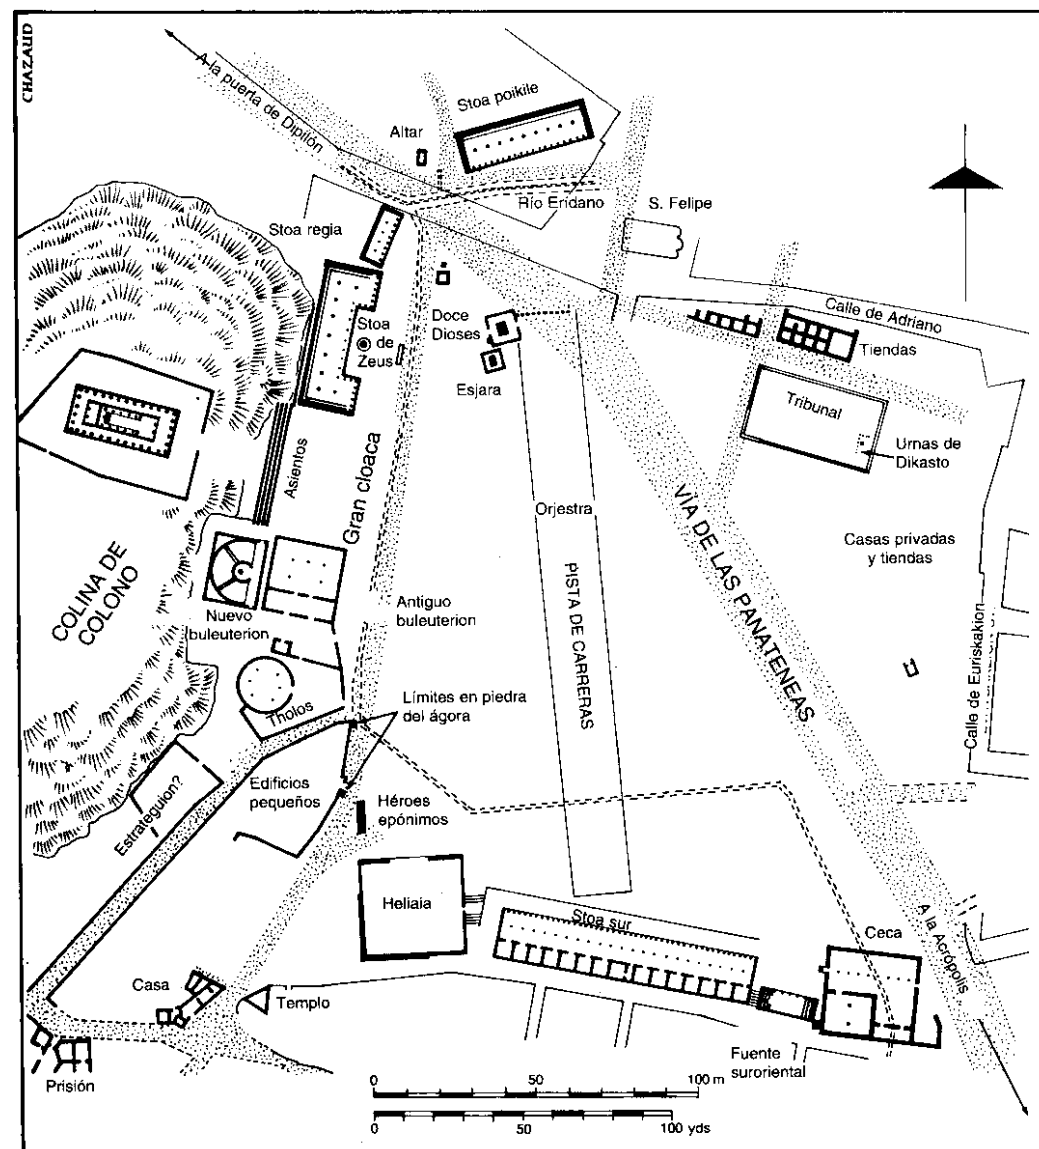 CHAZAUD
A la puerta de Dipilón
Stoa poikile
Altar
Río Erídano
S. Felipe
Stoa regia
Stoa
de
Zeus
Doce
Dioses
Esjara
Calle de Adriano
Tiendas
Tribunal
Urnas de
Dikasto
Asientos
Gran cloaca
Orjestra
VÍA DE LAS PANATENEAS
Casas privadas
y tiendas
COLINA DE
COLONO
PISTA DE CARRERAS
Nuevo
buleuterion
Antiguo
buleuterion
Calle de Euriskakion
Tholos
Límites en piedra
del ágora
Estrateguion?
Edificios
pequeños
Héroes
epónimos
Heliaia
Stoa sur
Ceca
A la Acrópolis
Casa
Templo
Prisión
Fuente
suroriental
0 50 100 m
0 50 100 yds